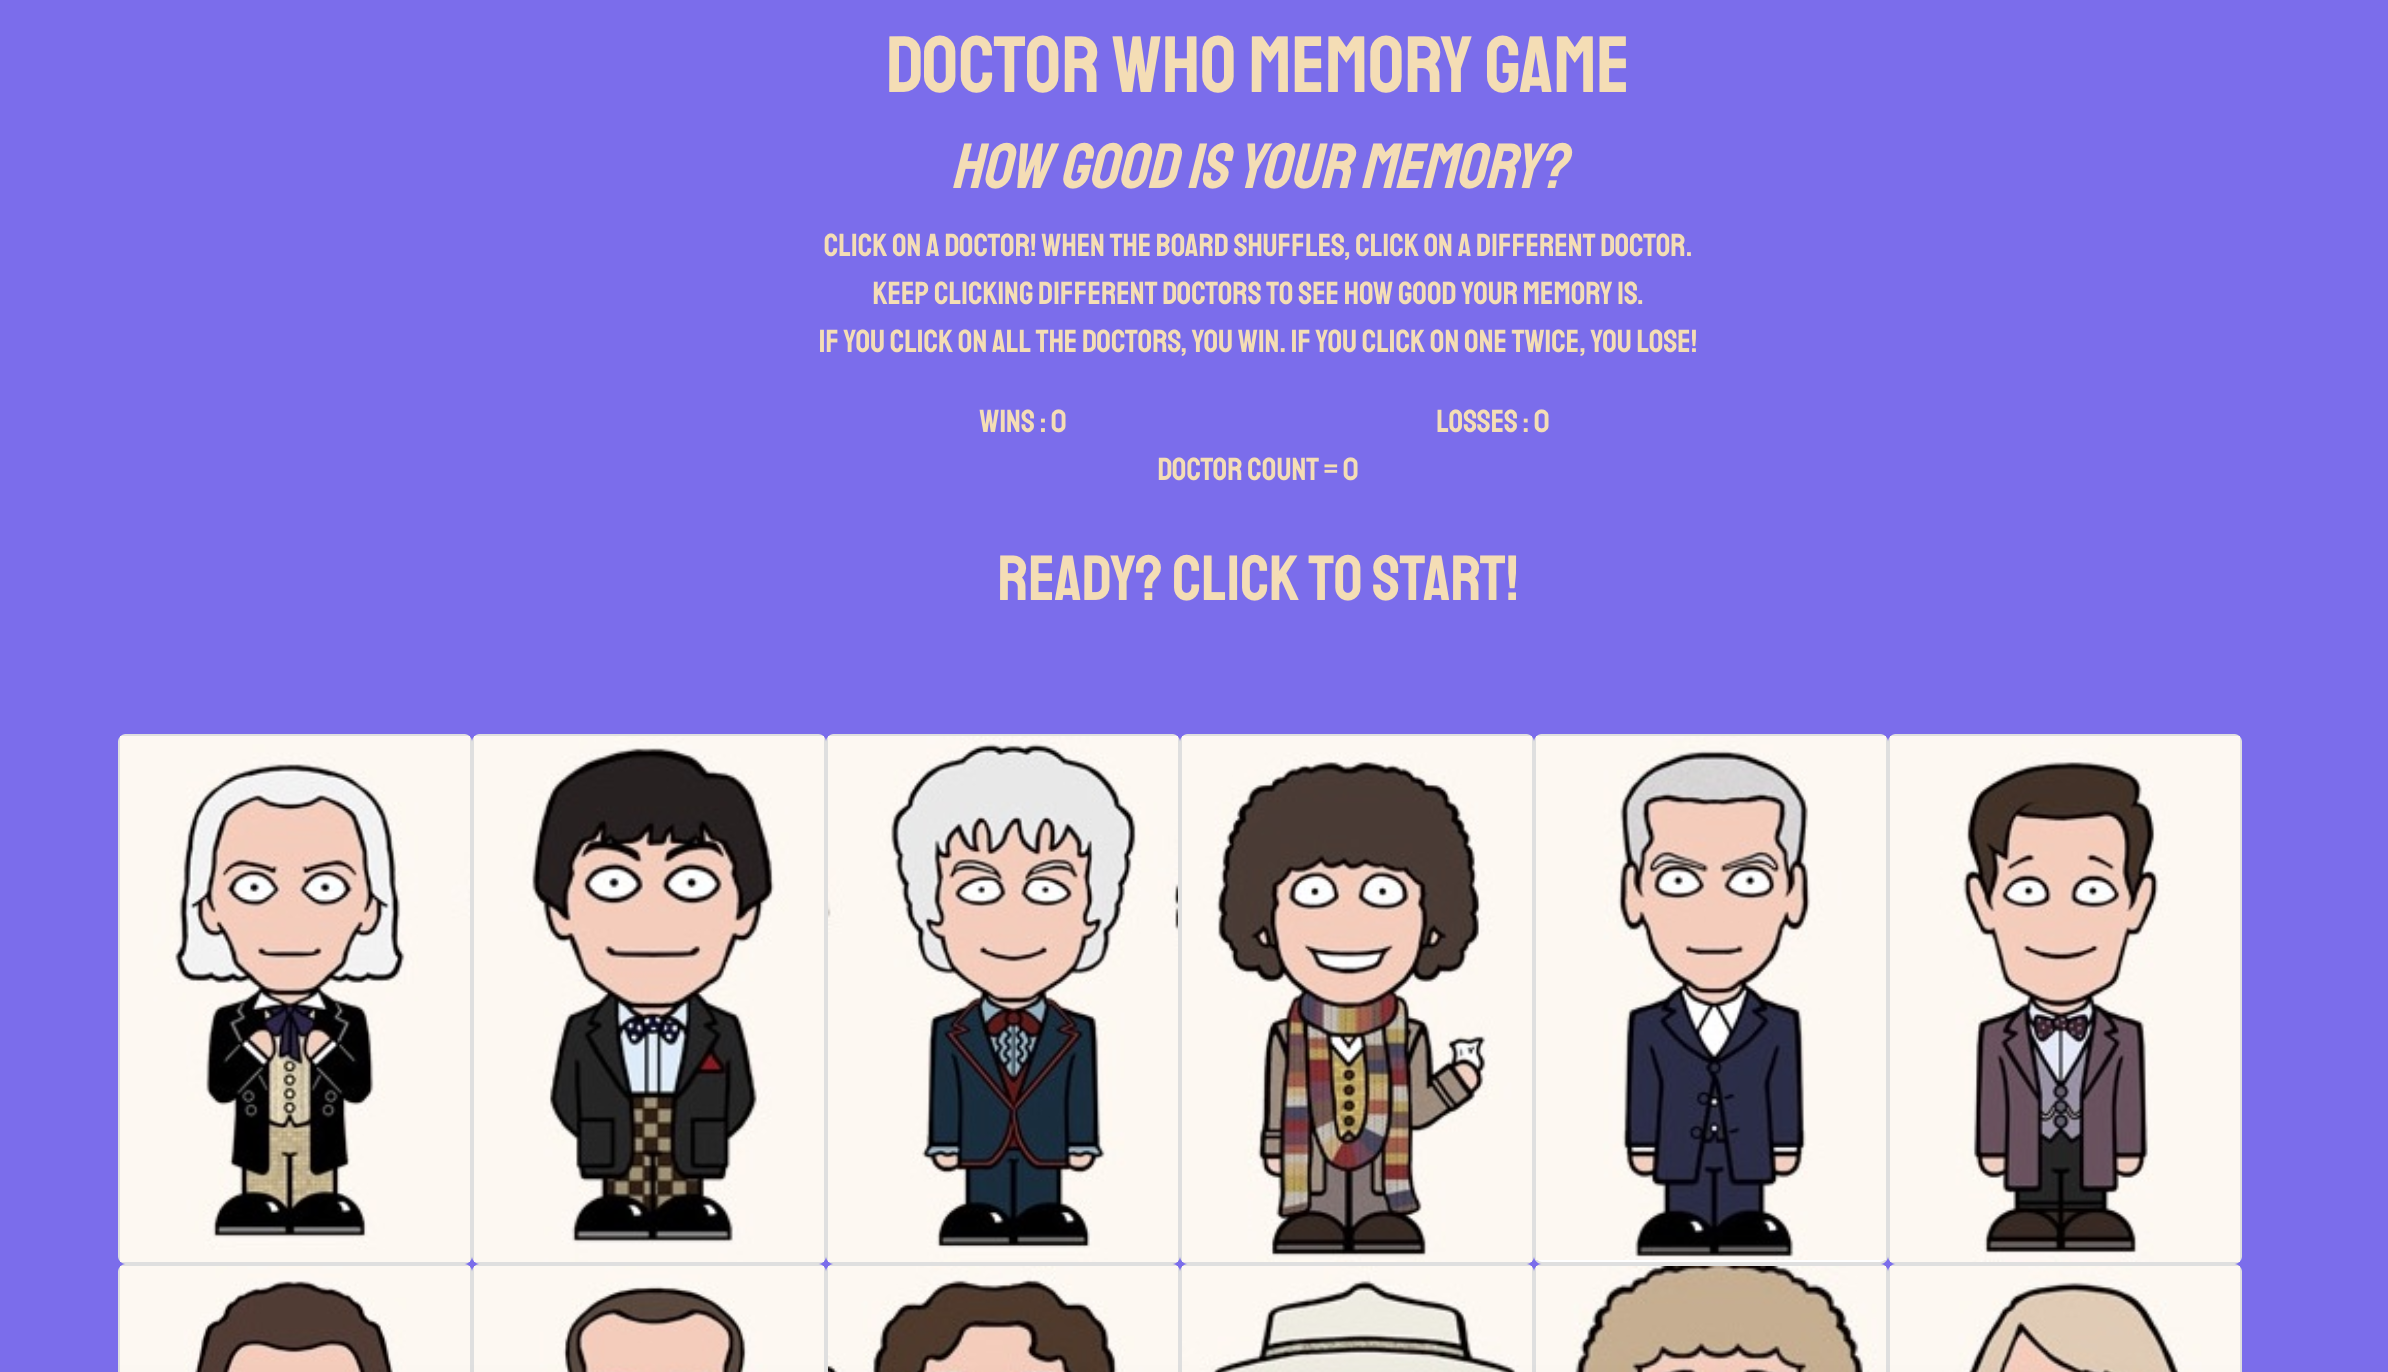 DOCTOR WHO MEMORY GAME
HOW GOOD IS YOUR MEMORY?
CLICK ON A DOCTOR! WHEN THE BOARD SHUFFLES, CLICK ON A DIFFERENT DOCTOR.
KEEP CLICKING DIFFERENT DOCTORS TO SEE HOW GOOD YOUR MEMORY IS.
IF YOU CLICK ON ALL THE DOCTORS, YOU WIN. IF YOU CLICK ON ONE TWICE, YOU LOSE!
WINS : 0 LOSSES : 0
DOCTOR COUNT = 0
READY? CLICK TO START!